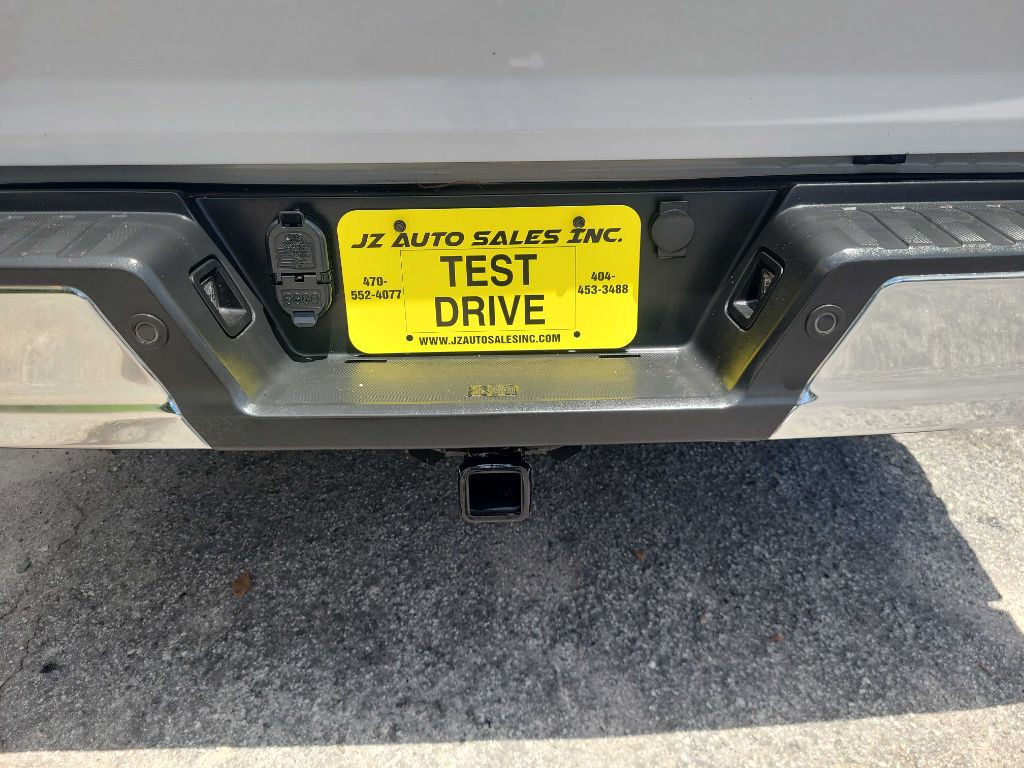 JZ AUTO SALES INC.
TEST
DRIVE
470-
552-4077
404-
453-3488
WWW.JZAUTOSALESINC.COM